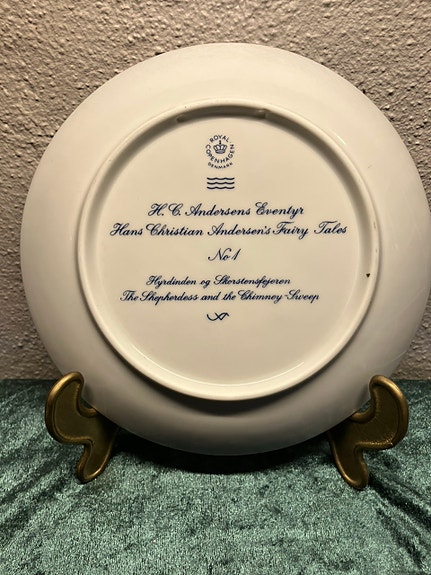 ROYAL
COPENHAGEN
DENMARK
H. C. Andersens Eventyr
Hans Christian Andersen's Fairy Tales
No 1
Hyrdinden og Skorstensfejeren
The Shepherdess and the Chimney-Sweep